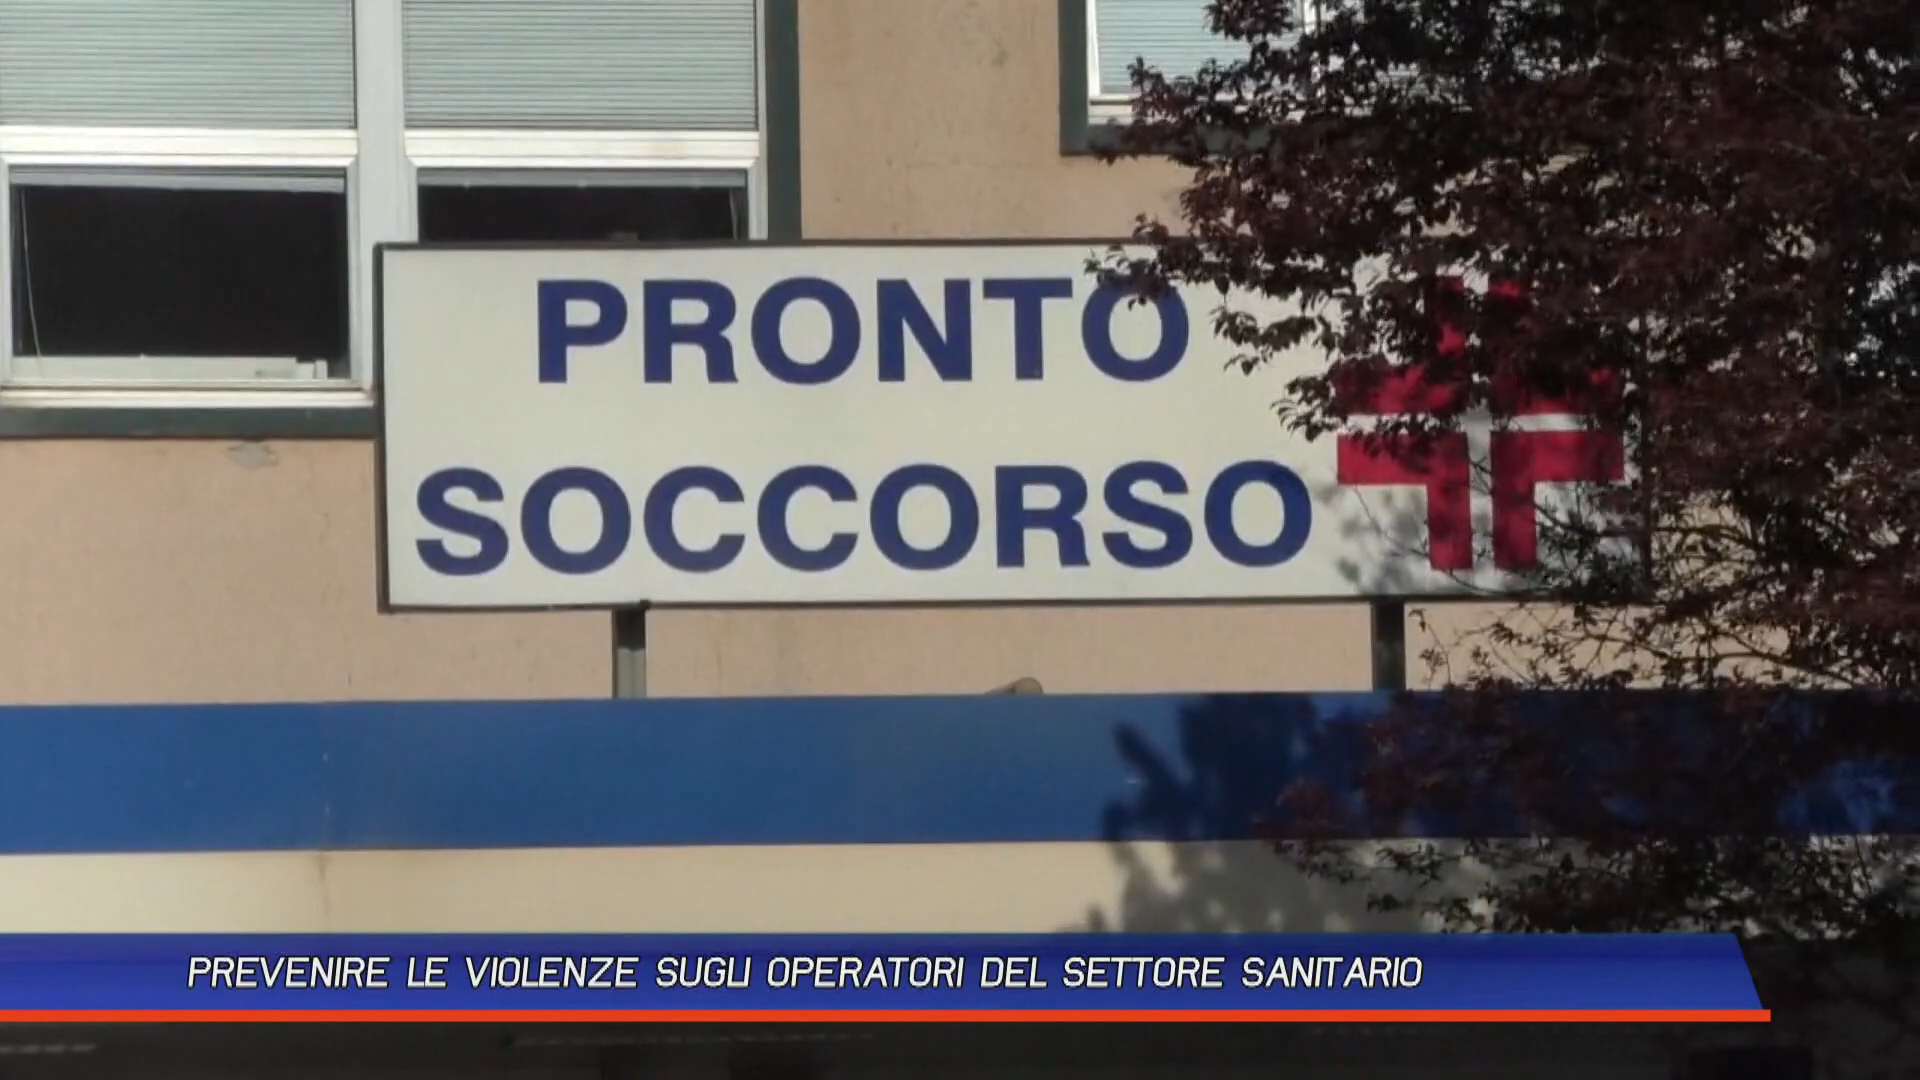 PRONTO
SOCCORSO
PREVENIRE LE VIOLENZE SUGLI OPERATORI DEL SETTORE SANITARIO